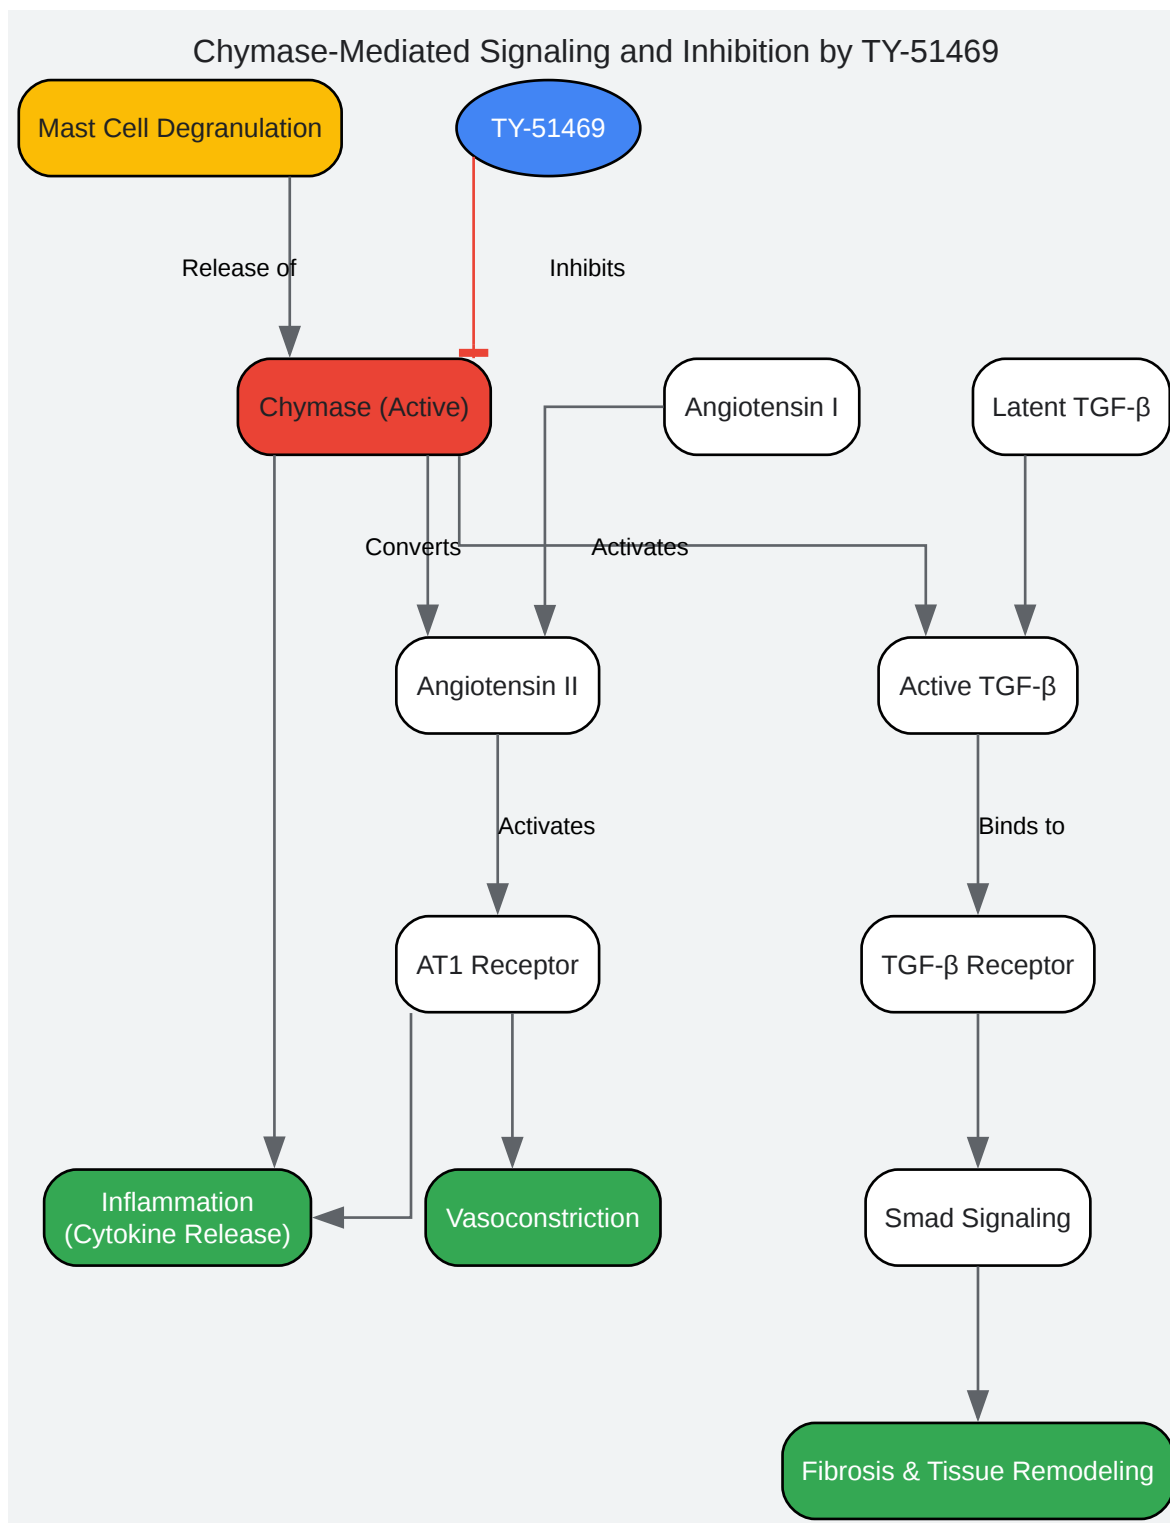 Chymase-Mediated Signaling and Inhibition by TY-51469
Mast Cell Degranulation
TY-51469
Release of
Inhibits
Chymase (Active)
Angiotensin I
Latent TGF-β
Converts
Activates
Angiotensin II
Active TGF-β
Activates
Binds to
AT1 Receptor
TGF-β Receptor
Inflammation
(Cytokine Release)
Vasoconstriction
Smad Signaling
Fibrosis & Tissue Remodeling